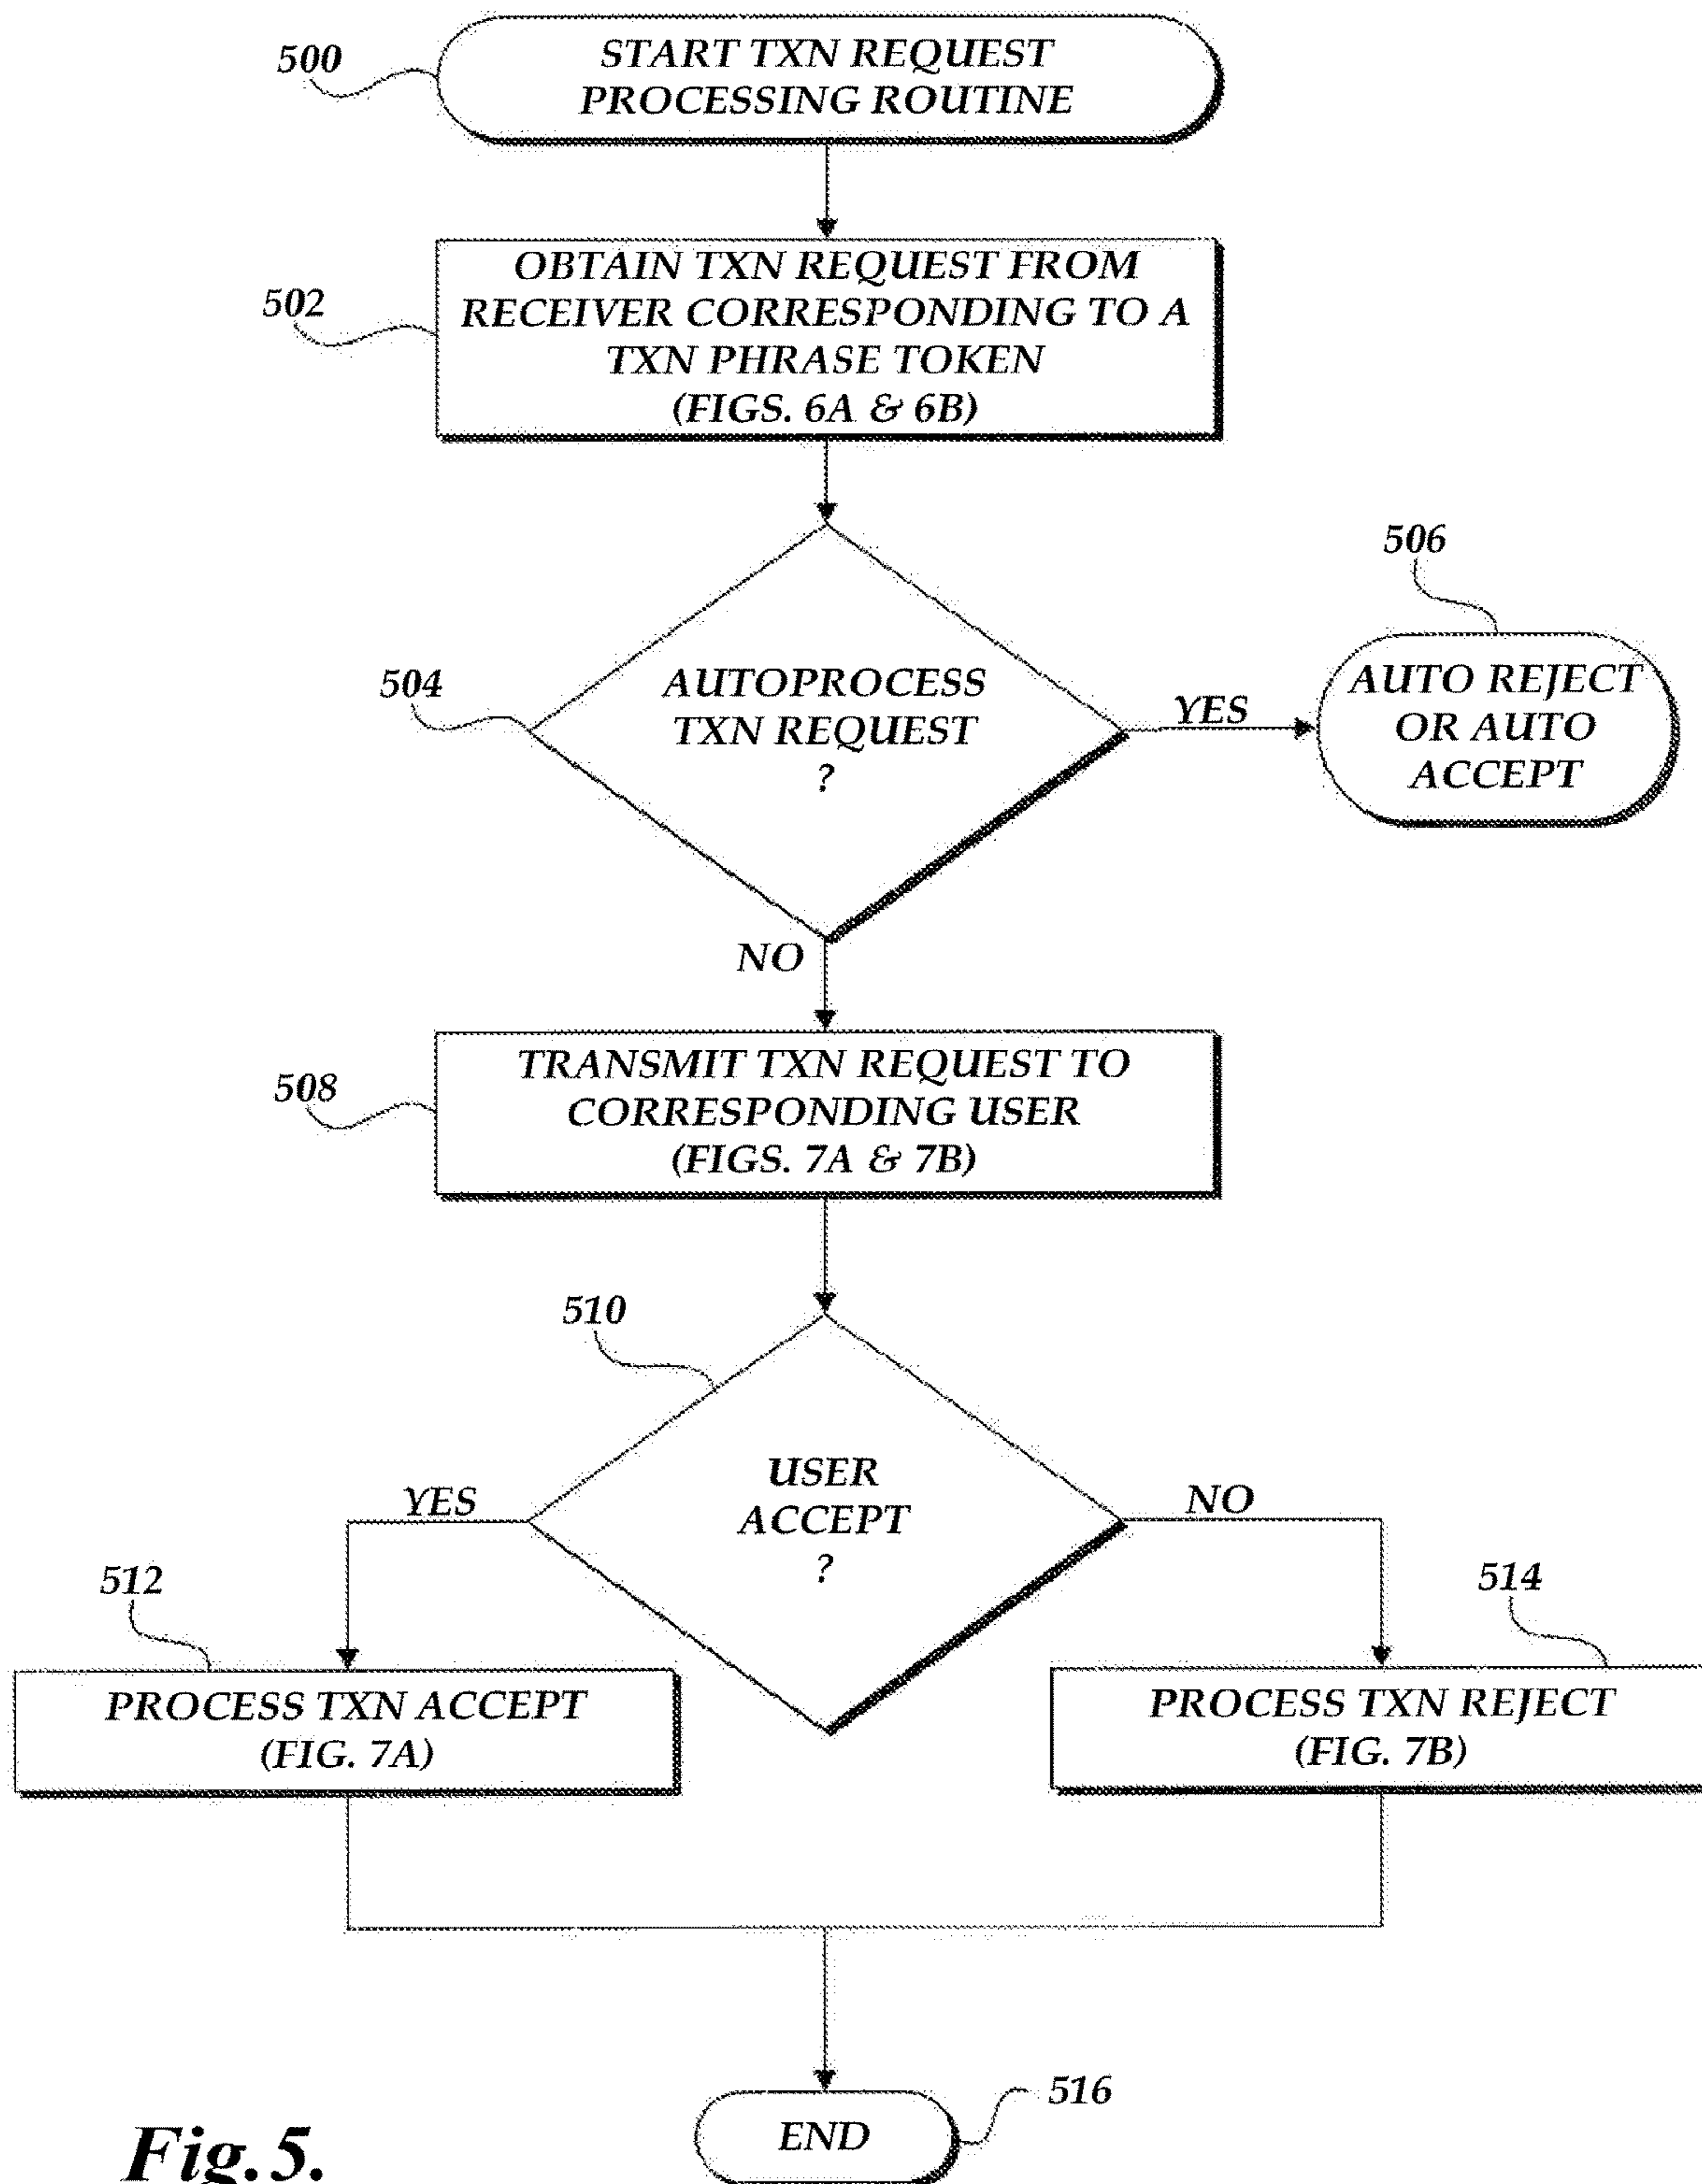 500
START TXN REQUEST
PROCESSING ROUTINE
502
OBTAIN TXN REQUEST FROM
RECEIVER CORRESPONDING TO A
TXN PHRASE TOKEN
(FIGS. 6A & 6B)
504
AUTOPROCESS
TXN REQUEST
?
YES
506
AUTO REJECT
OR AUTO
ACCEPT
NO
508
TRANSMIT TXN REQUEST TO
CORRESPONDING USER
(FIGS. 7A & 7B)
510
USER
ACCEPT
?
YES
NO
512
PROCESS TXN ACCEPT
(FIG. 7A)
514
PROCESS TXN REJECT
(FIG. 7B)
516
END
Fig.5.